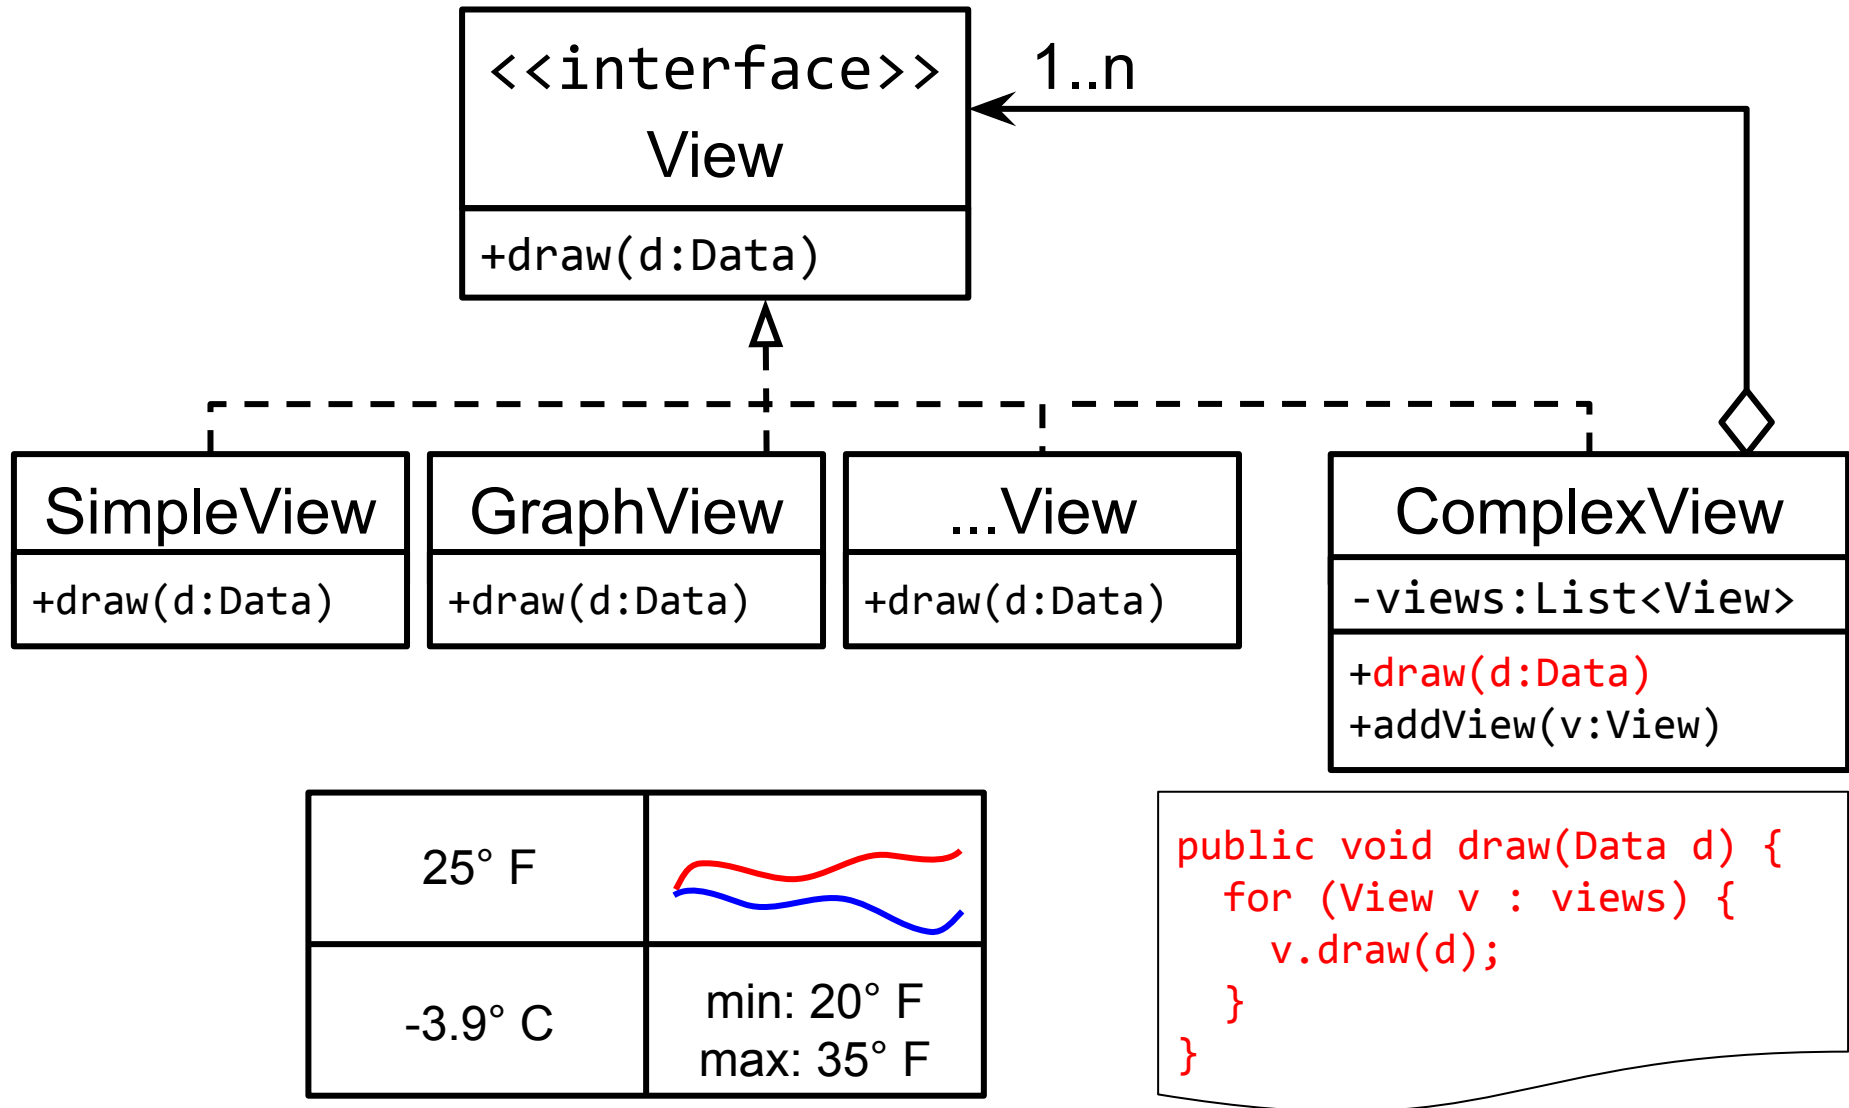 <<interface>>
View
+draw(d:Data)
1..n
SimpleView
+draw(d:Data)
GraphView
+draw(d:Data)
...View
+draw(d:Data)
ComplexView
-views:List<View>
+draw(d:Data)
+addView(v:View)
25° F
-3.9° C
min: 20° F
max: 35° F
public void draw(Data d) {
  for (View v : views) {
    v.draw(d);
  }
}